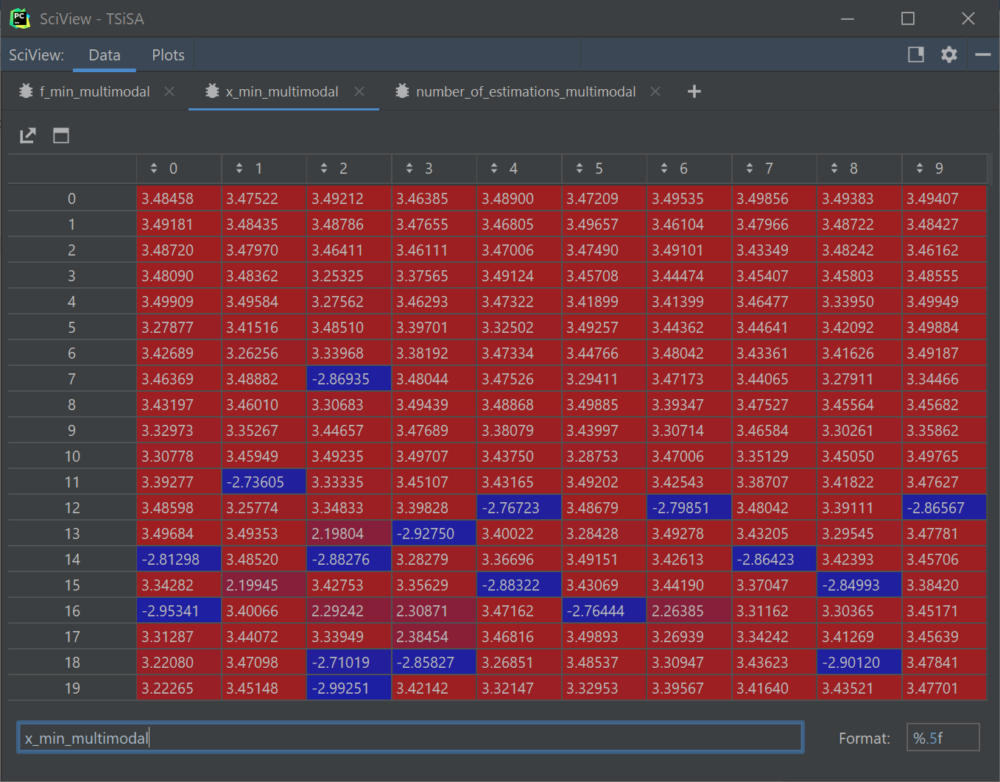 PC SciView - TSiSA
SciView: Data Plots
f_min_multimodal x_min_multimodal number_of_estimations_multimodal
0 1 2 3 4 5 6 7 8 9
0 3.48458 3.47522 3.49212 3.46385 3.48900 3.47209 3.49535 3.49856 3.49383 3.49407
1 3.49181 3.48435 3.48786 3.47655 3.46805 3.49657 3.46104 3.47966 3.48722 3.48427
2 3.48720 3.47970 3.46411 3.46111 3.47006 3.47490 3.49101 3.43349 3.48242 3.46162
3 3.48090 3.48362 3.25325 3.37565 3.49124 3.45708 3.44474 3.45407 3.45803 3.48555
4 3.49909 3.49584 3.27562 3.46293 3.47322 3.41899 3.41399 3.46477 3.33950 3.49949
5 3.27877 3.41516 3.48510 3.39701 3.32502 3.49257 3.44362 3.44641 3.42092 3.49884
6 3.42689 3.26256 3.33968 3.38192 3.47334 3.44766 3.48042 3.43361 3.41626 3.49187
7 3.46369 3.48882 -2.86935 3.48044 3.47526 3.29411 3.47173 3.44065 3.27911 3.34466
8 3.43197 3.46010 3.30683 3.49439 3.48868 3.49885 3.39347 3.47527 3.45564 3.45682
9 3.32973 3.35267 3.44657 3.47689 3.38079 3.43997 3.30714 3.46584 3.30261 3.35862
10 3.30778 3.45949 3.49235 3.49707 3.43750 3.28753 3.47006 3.35129 3.45050 3.49765
11 3.39277 -2.73605 3.33335 3.45107 3.43165 3.49202 3.42543 3.38707 3.41822 3.47627
12 3.48598 3.25774 3.34833 3.39828 -2.76723 3.48679 -2.79851 3.48042 3.39111 -2.86567
13 3.49684 3.49353 2.19804 -2.92750 3.40022 3.28428 3.49278 3.43205 3.29545 3.47781
14 -2.81298 3.48520 -2.88276 3.28279 3.36696 3.49151 3.42613 -2.86423 3.42393 3.45706
15 3.34282 2.19945 3.42753 3.35629 -2.88322 3.43069 3.44190 3.37047 -2.84993 3.38420
16 -2.95341 3.40066 2.29242 2.30871 3.47162 -2.76444 2.26385 3.31162 3.30365 3.45171
17 3.31287 3.44072 3.33949 2.38454 3.46816 3.49893 3.26939 3.34242 3.41269 3.45639
18 3.22080 3.47098 -2.71019 -2.85827 3.26851 3.48537 3.30947 3.43623 -2.90120 3.47841
19 3.22265 3.45148 -2.99251 3.42142 3.32147 3.32953 3.39567 3.41640 3.43521 3.47701
x_min_multimodal Format: %.5f